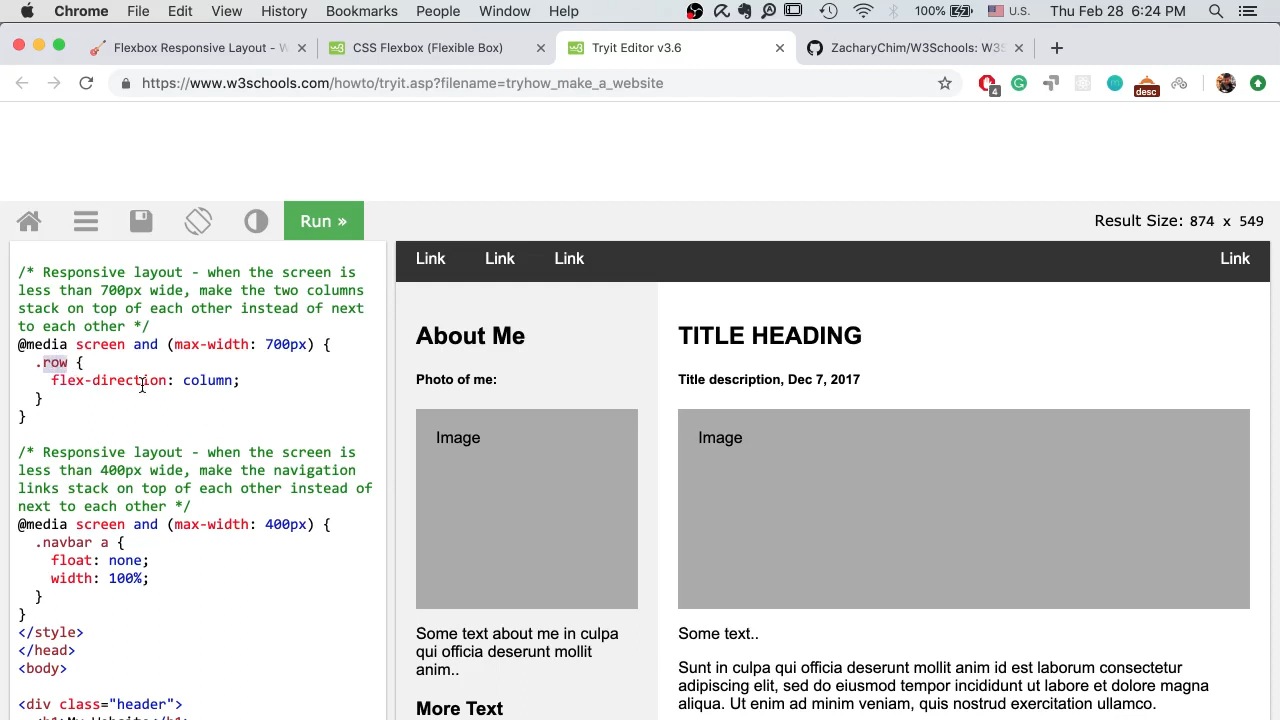 Chrome File Edit View History Bookmarks People Window Help 100% U.S. Thu Feb 28 6:24 PM
Flexbox Responsive Layout - W
CSS Flexbox (Flexible Box)
Tryit Editor v3.6
ZacharyChim/W3Schools: W3S
https://www.w3schools.com/howto/tryit.asp?filename=tryhow_make_a_website
4
desc
Run »
Result Size: 874 x 549
/* Responsive layout - when the screen is
less than 700px wide, make the two columns
stack on top of each other instead of next
to each other */
@media screen and (max-width: 700px) {
.row {
flex-direction: column;
}
}
/* Responsive layout - when the screen is
less than 400px wide, make the navigation
links stack on top of each other instead of
next to each other */
@media screen and (max-width: 400px) {
.navbar a {
float: none;
width: 100%;
}
}
</style>
</head>
<body>
<div class="header">
<h1>My Website</h1>
Link Link Link Link
About Me
Photo of me:
Image
Some text about me in culpa
qui officia deserunt mollit
anim..
More Text
TITLE HEADING
Title description, Dec 7, 2017
Image
Some text..
Sunt in culpa qui officia deserunt mollit anim id est laborum consectetur
adipiscing elit, sed do eiusmod tempor incididunt ut labore et dolore magna
aliqua. Ut enim ad minim veniam, quis nostrud exercitation ullamco.